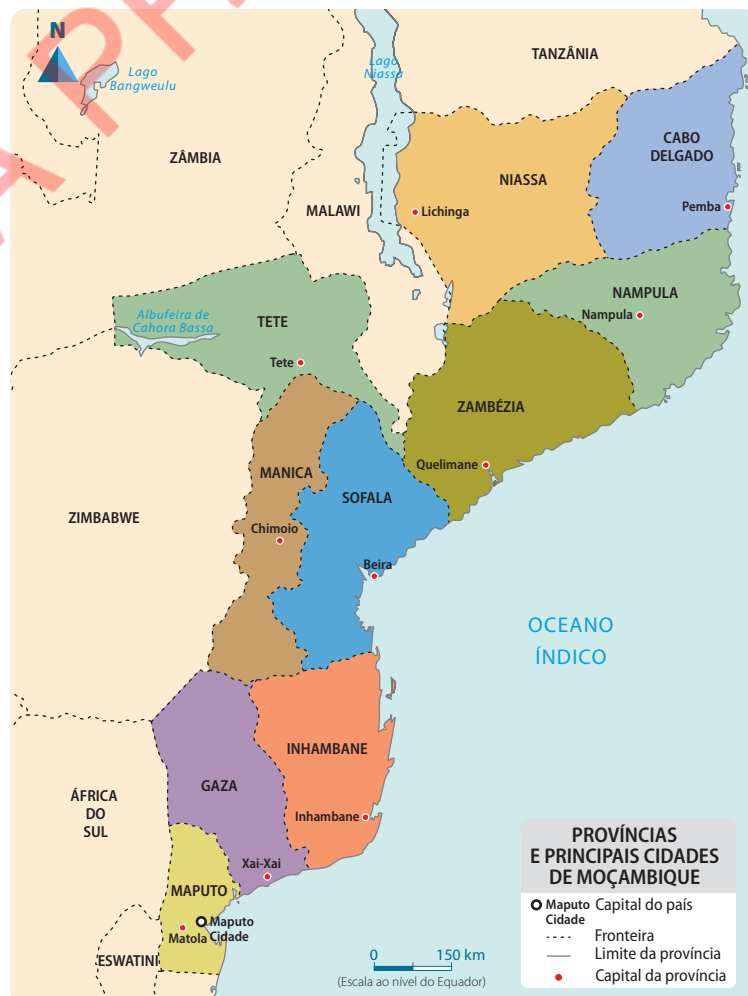 N
Lago
Bangweulu
Lago
Niassa
TANZÂNIA
ZÂMBIA
MALAWI
CABO
DELGADO
NIASSA
Pemba
Lichinga
NAMPULA
Nampula
Albufeira de
Cahora Bassa
TETE
Tete
ZAMBÉZIA
Quelimane
MANICA
SOFALA
ZIMBABWE
Chimoio
Beira
OCEANO
ÍNDICO
INHAMBANE
GAZA
ÁFRICA
DO
SUL
Inhambane
Xai-Xai
MAPUTO
Maputo
Cidade
Matola
ESWATINI
0 150 km
(Escala ao nível do Equador)
PROVÍNCIAS
E PRINCIPAIS CIDADES
DE MOÇAMBIQUE
Maputo Cidade Capital do país
Fronteira
Limite da província
Capital da província